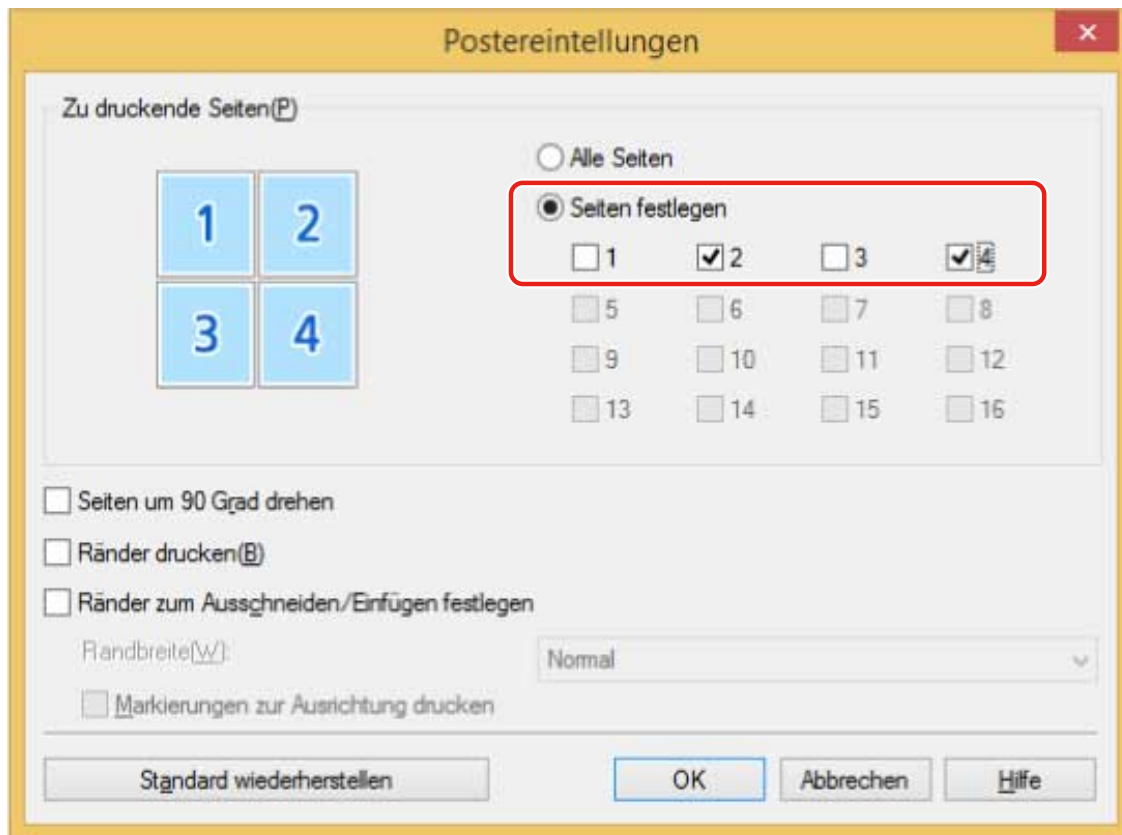 Postereintellungen
Zu druckende Seiten(P)
1 2
3 4
Alle Seiten
Seiten festlegen
1 2 3 4
5 6 7 8
9 10 11 12
13 14 15 16
Seiten um 90 Grad drehen
Ränder drucken(B)
Ränder zum Ausschneiden/Einfügen festlegen
Randbreite(W): Normal
Markierungen zur Ausrichtung drucken
Standard wiederherstellen OK Abbrechen Hilfe